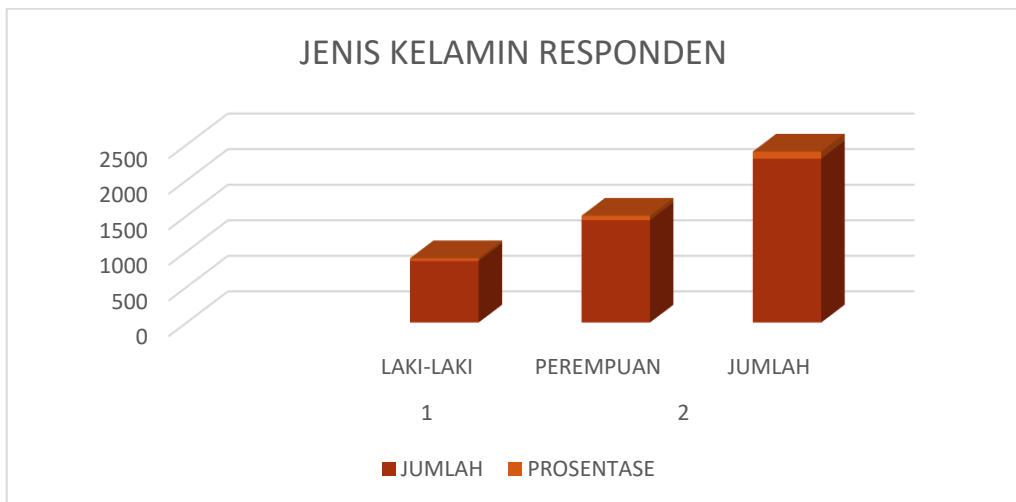 JENIS KELAMIN RESPONDEN
2500
2000
1500
1000
500
0
LAKI-LAKI PEREMPUAN JUMLAH
1 2
JUMLAH PROSENTASE